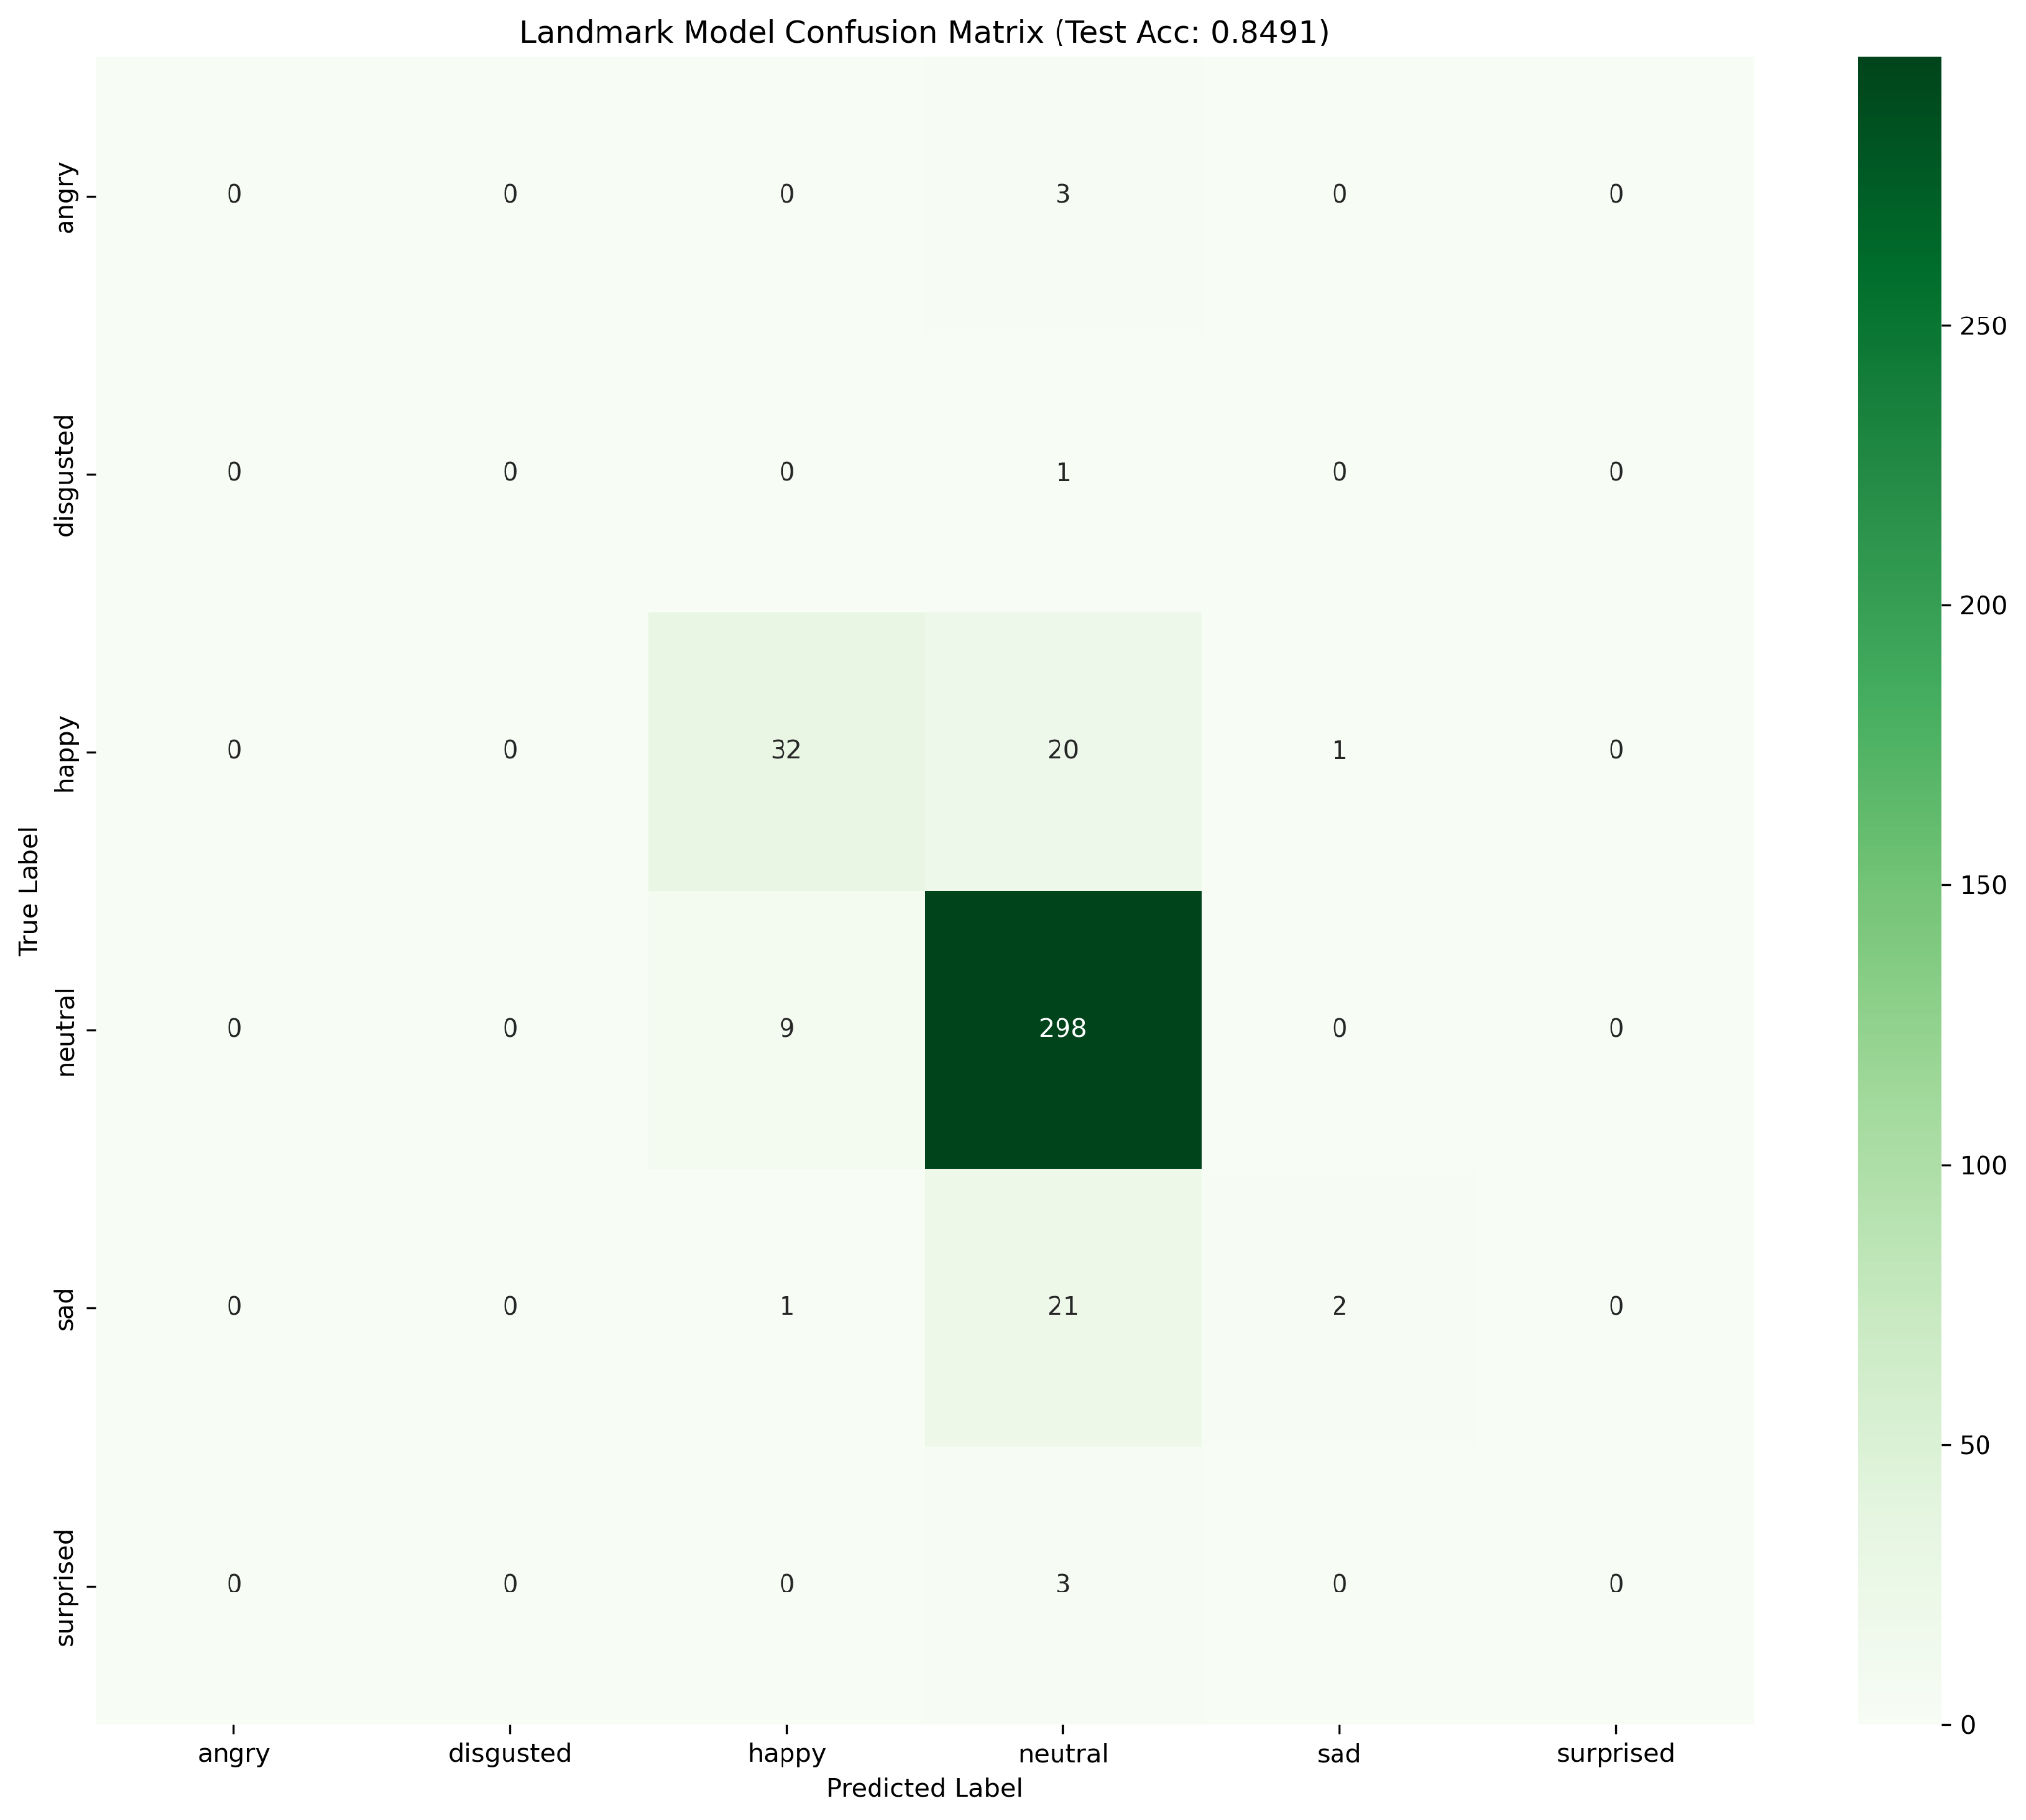 Landmark Model Confusion Matrix (Test Acc: 0.8491)
True Label
angry 0 0 0 3 0 0
disgusted 0 0 0 1 0 0
happy 0 0 32 20 1 0
neutral 0 0 9 298 0 0
sad 0 0 1 21 2 0
surprised 0 0 0 3 0 0
angry disgusted happy neutral sad surprised
Predicted Label
250
200
150
100
50
0